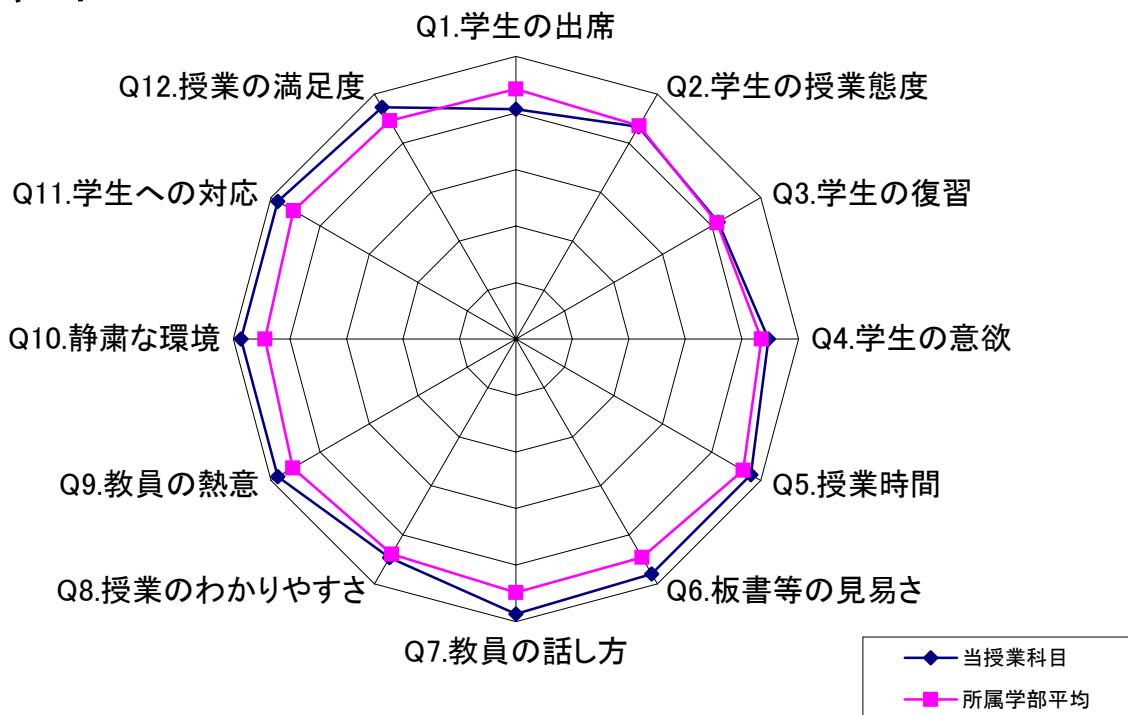 Q1.学生の出席
Q2.学生の授業態度
Q3.学生の復習
Q4.学生の意欲
Q5.授業時間
Q6.板書等の見易さ
Q7.教員の話し方
Q8.授業のわかりやすさ
Q9.教員の熱意
Q10.静粛な環境
Q11.学生への対応
Q12.授業の満足度
当授業科目
所属学部平均